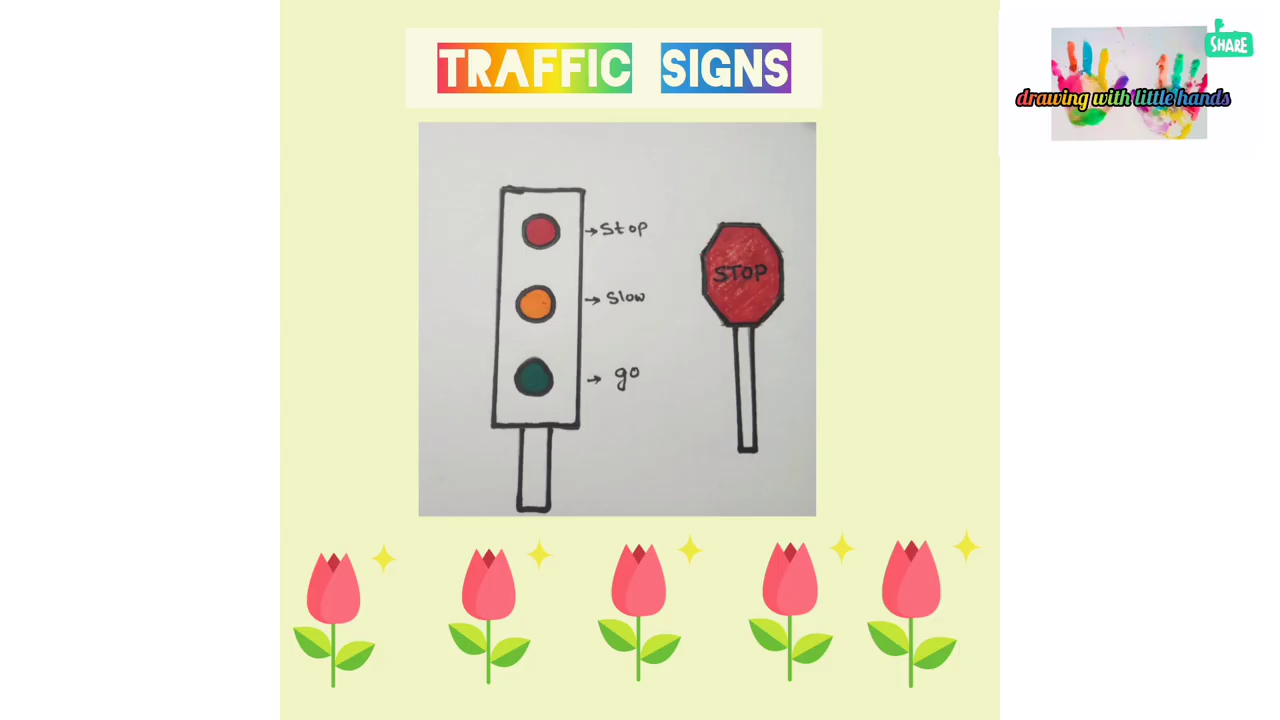 TRAFFIC SIGNS
SHARE
drawing with little hands
Stop
STOP
Slow
go